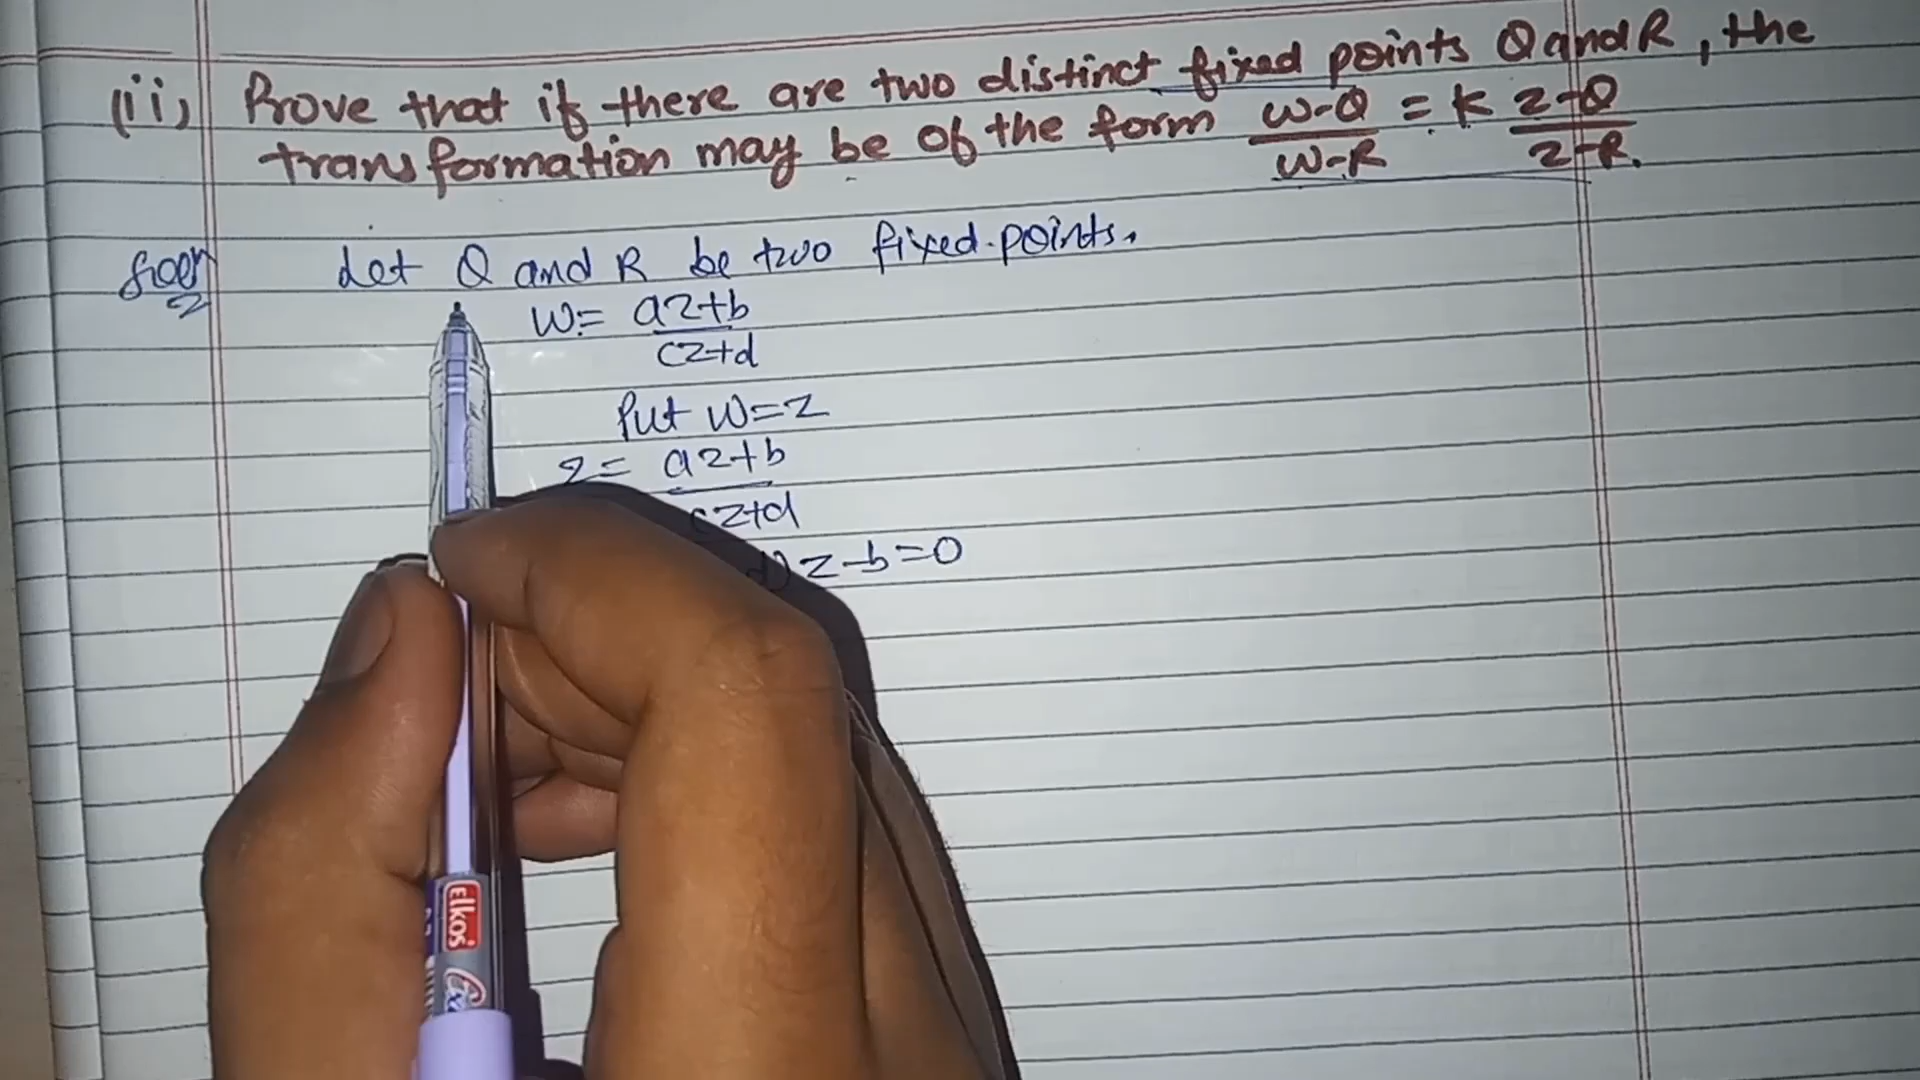 (ii) Prove that if there are two distinct fixed points Q and R, the
transformation may be of the form w-Q/w-R = k z-Q/z-R.
Let Q and R be two fixed points.
w = az+b/cz+d
Put w=z
z = az+b/cz+d
d) z-b=0
Elkos